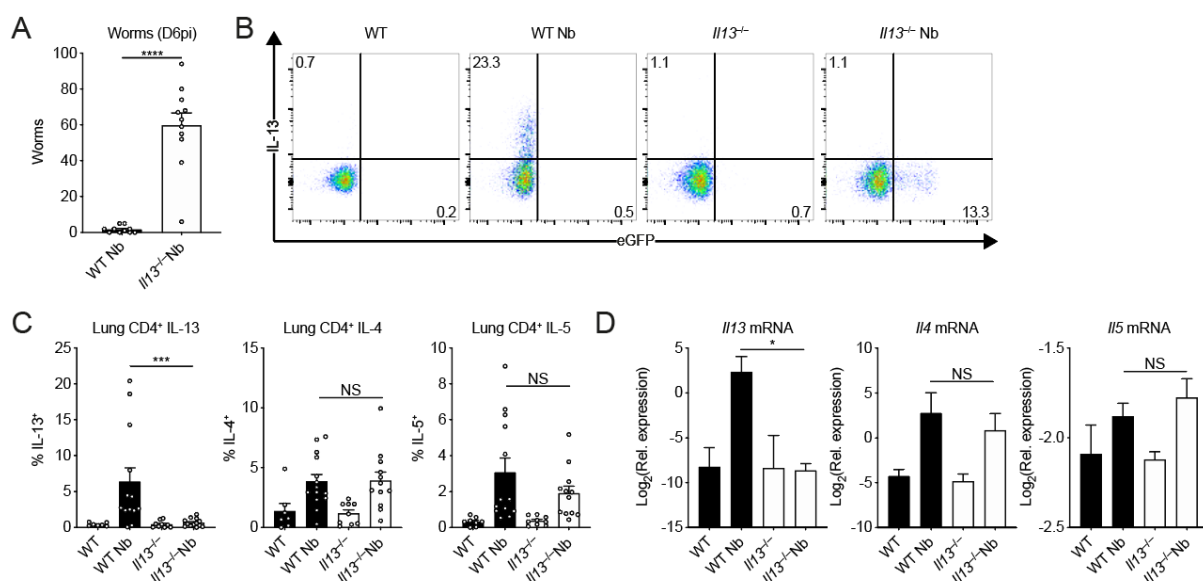 A
Worms (D6pi)
****
100
80
60
40
20
0
Worms
WT Nb
Il13–/–Nb
B
WT
WT Nb
Il13–/–
Il13–/– Nb
0.7
23.3
1.1
1.1
0.2
0.5
0.7
13.3
IL-13
eGFP
C
Lung CD4+ IL-13
***
25
20
15
10
5
0
% IL-13+
WT
WT Nb
Il13–/–
Il13–/–Nb
Lung CD4+ IL-4
NS
15
10
5
0
% IL-4+
WT
WT Nb
Il13–/–
Il13–/–Nb
Lung CD4+ IL-5
NS
10
8
6
4
2
0
% IL-5+
WT
WT Nb
Il13–/–
Il13–/–Nb
D
Il13 mRNA
*
5
0
-5
-10
-15
Log2(Rel. expression)
WT
WT Nb
Il13–/–
Il13–/–Nb
Il4 mRNA
NS
10
5
0
-5
-10
Log2(Rel. expression)
WT
WT Nb
Il13–/–
Il13–/–Nb
Il5 mRNA
NS
-1.5
-2.0
-2.5
Log2(Rel. expression)
WT
WT Nb
Il13–/–
Il13–/–Nb